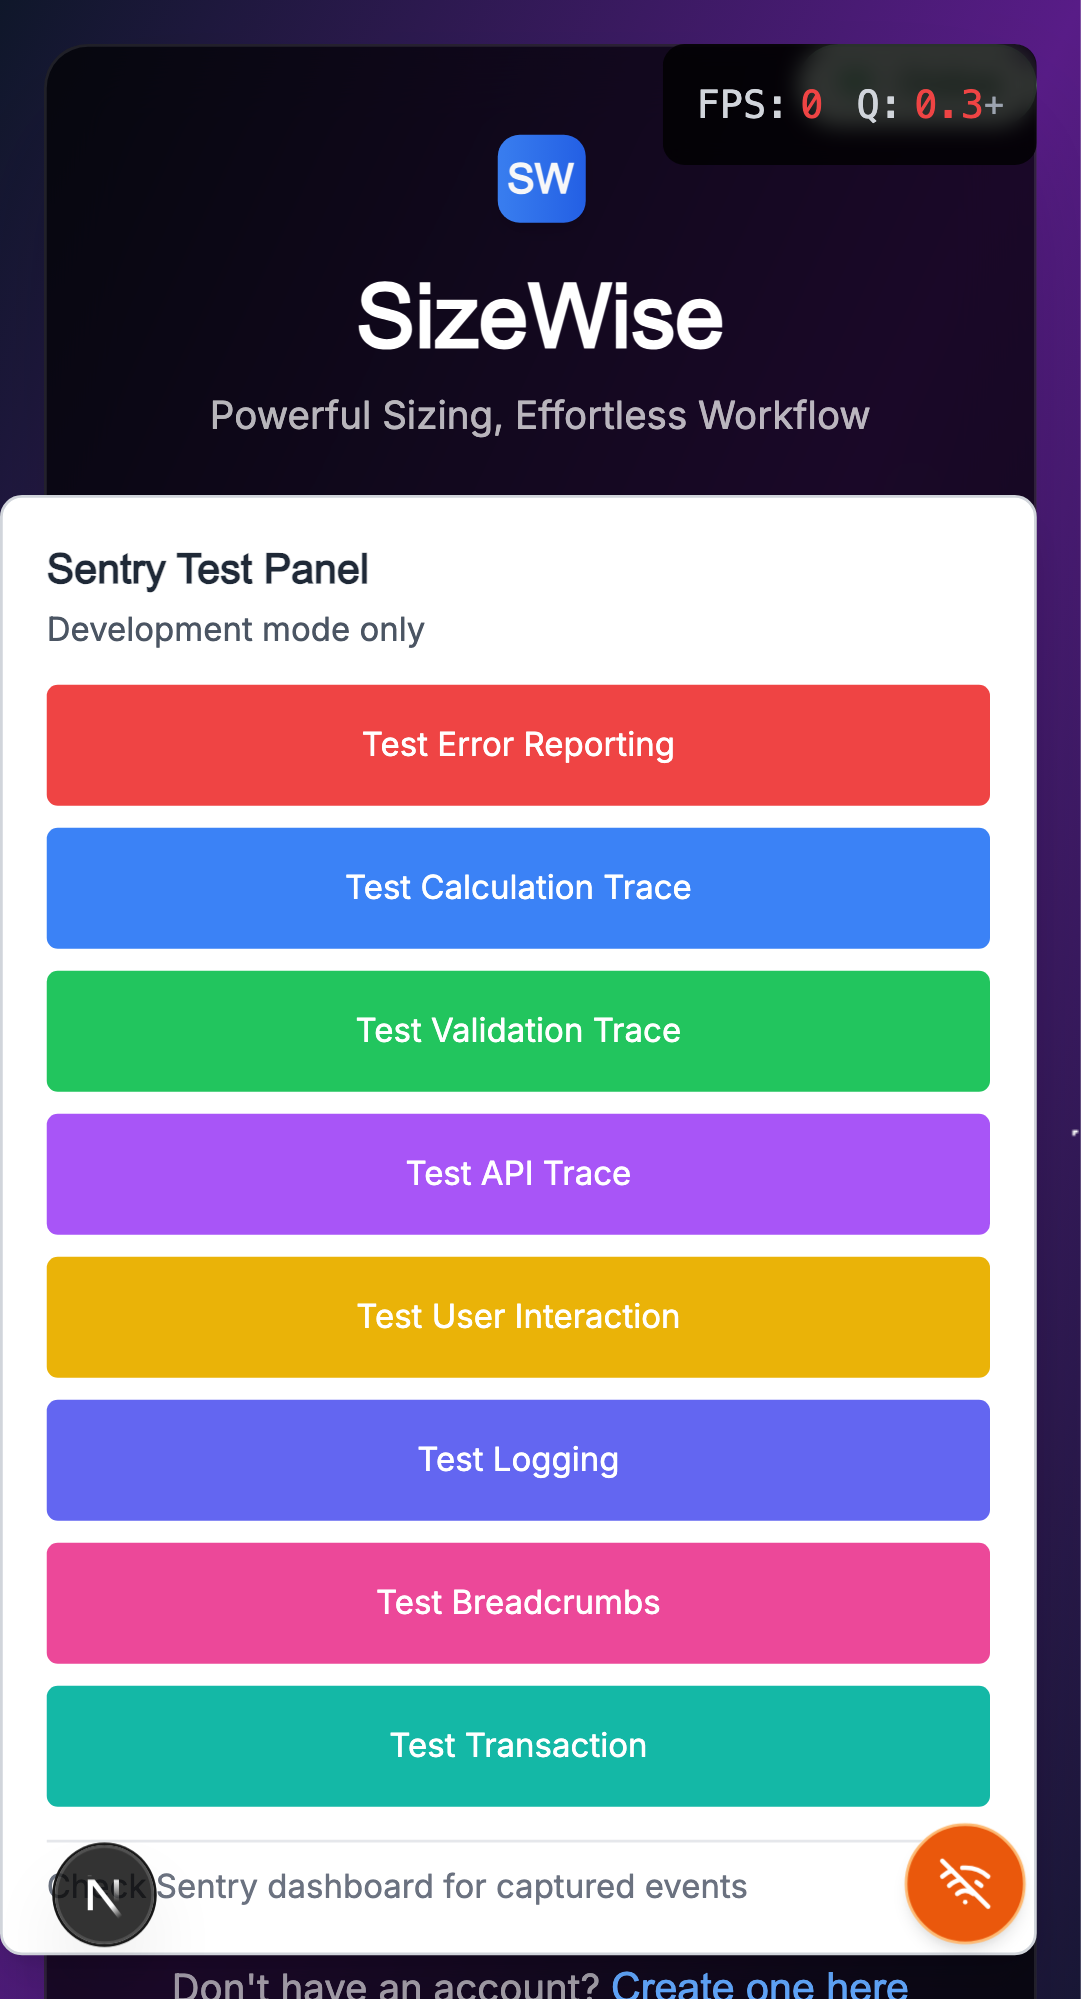 FPS: 0 Q: 0.3+
SW
SizeWise
Powerful Sizing, Effortless Workflow
Sentry Test Panel
Development mode only
Test Error Reporting
Test Calculation Trace
Test Validation Trace
Test API Trace
Test User Interaction
Test Logging
Test Breadcrumbs
Test Transaction
Check Sentry dashboard for captured events
N
Don't have an account? Create one here